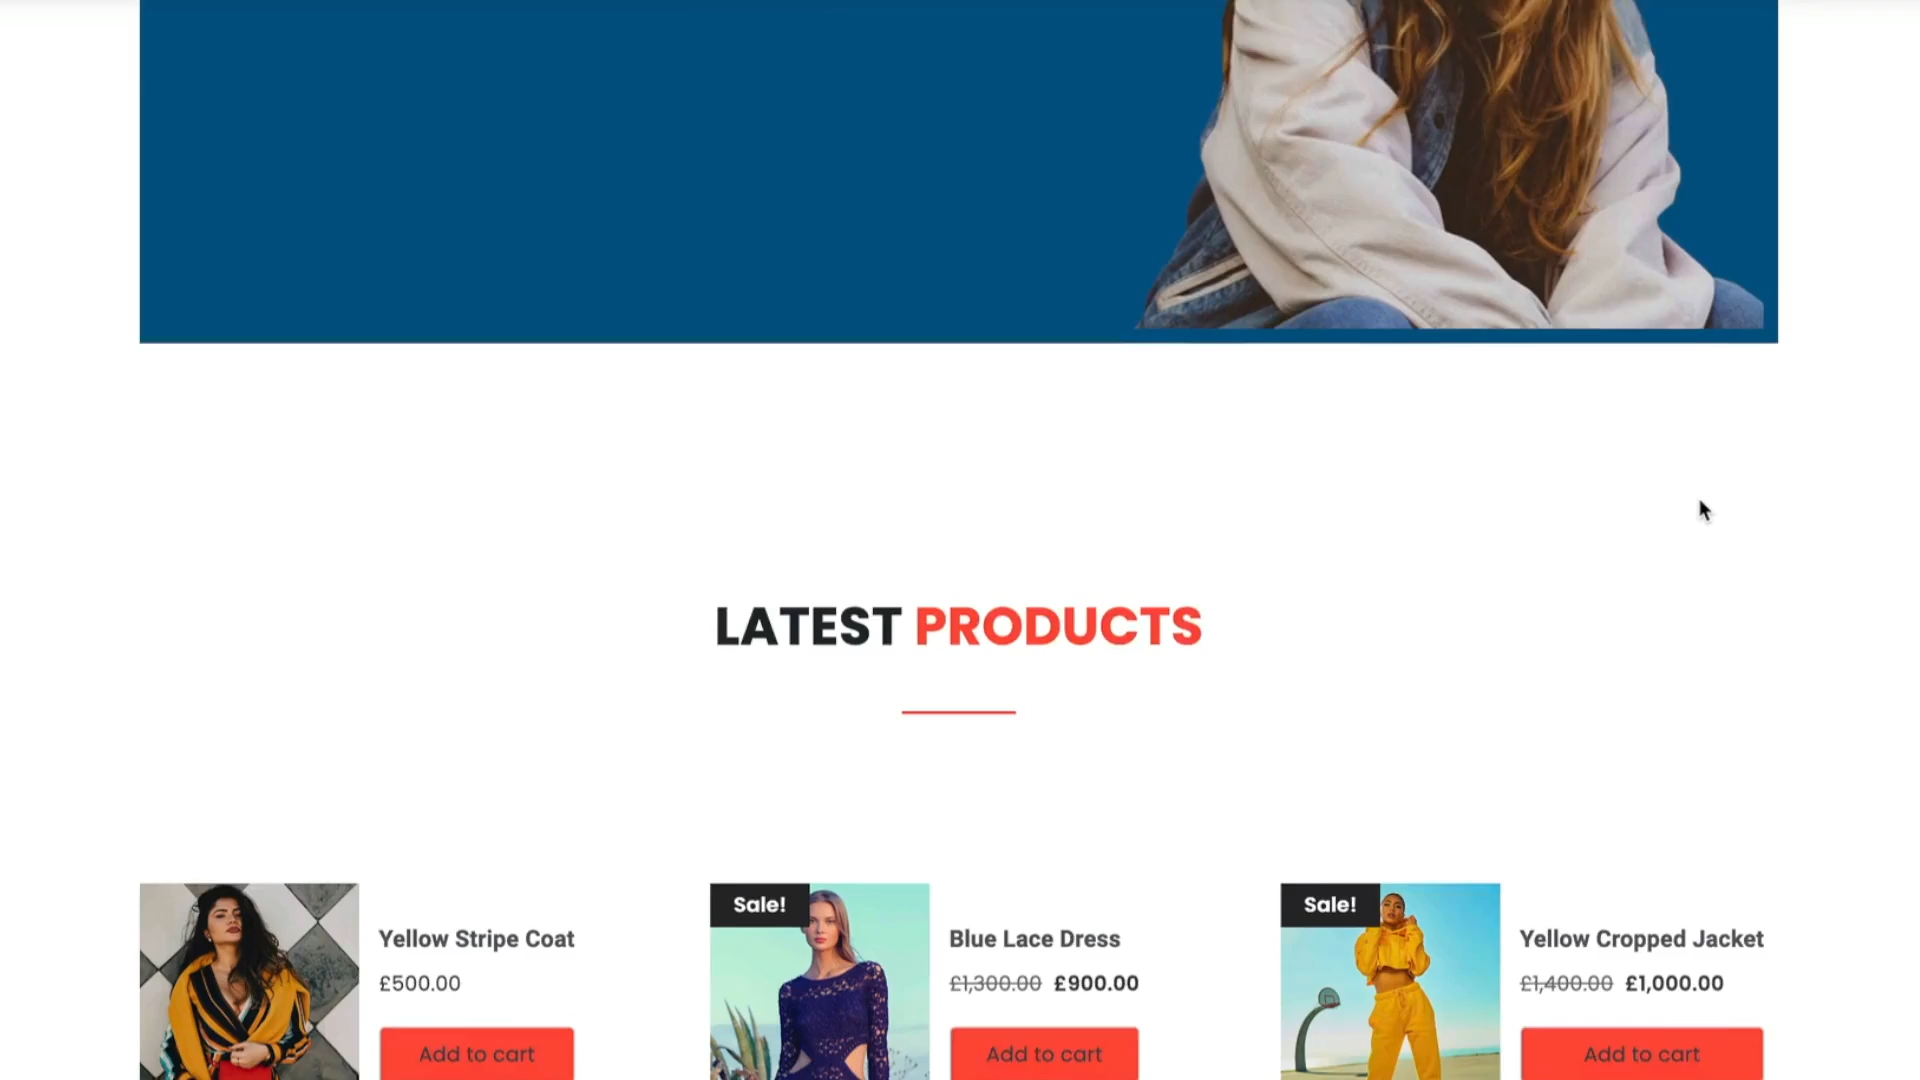 LATEST PRODUCTS
Sale!
Sale!
Yellow Stripe Coat
£500.00
Add to cart
Blue Lace Dress
£1,300.00 £900.00
Add to cart
Yellow Cropped Jacket
£1,400.00 £1,000.00
Add to cart